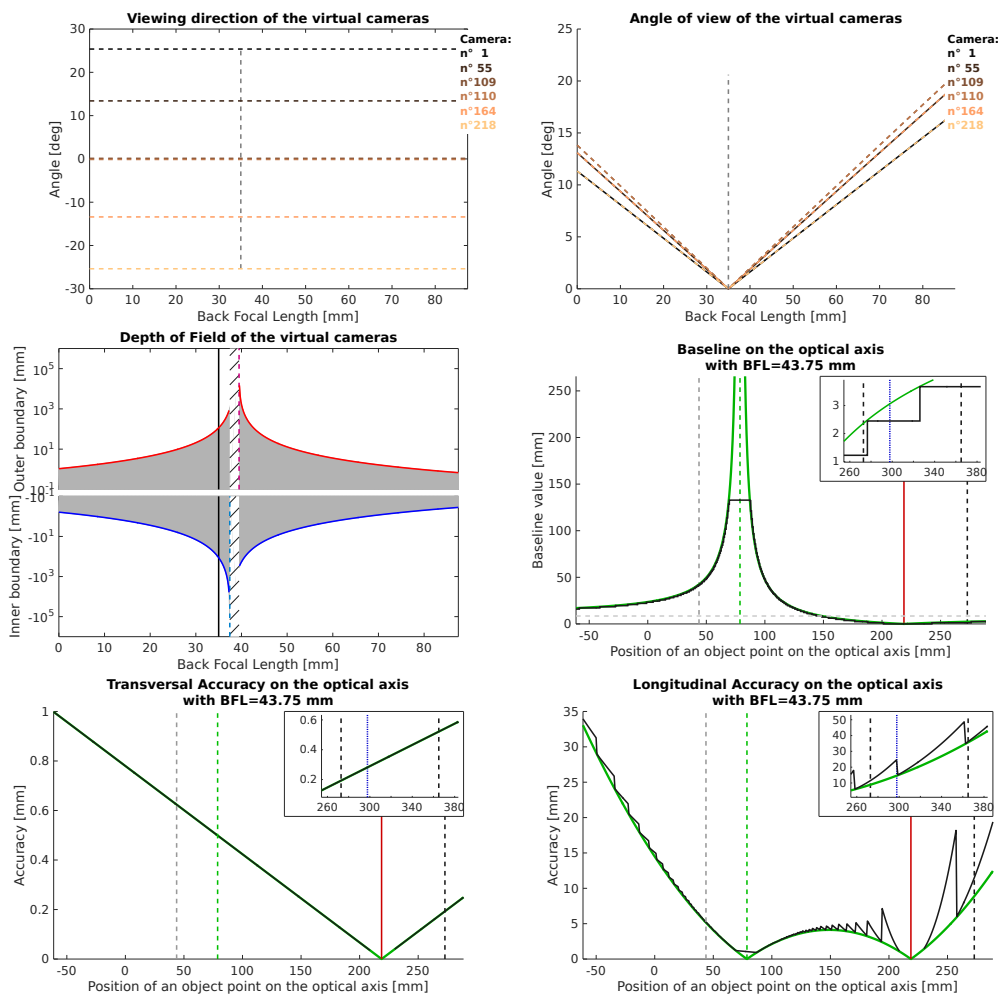 Viewing direction of the virtual cameras
30
20
10
0
-10
-20
-30
Angle [deg]
0 10 20 30 40 50 60 70 80
Back Focal Length [mm]
Camera:
n° 1
n° 55
n°109
n°110
n°164
n°218
Angle of view of the virtual cameras
25
20
15
10
5
0
Angle [deg]
0 10 20 30 40 50 60 70 80
Back Focal Length [mm]
Camera:
n° 1
n° 55
n°109
n°110
n°164
n°218
Depth of Field of the virtual cameras
Outer boundary [mm]
10^5
10^3
10^1
10^-1
Inner boundary [mm]
-10^-1
-10^1
-10^3
-10^5
0 10 20 30 40 50 60 70 80
Back Focal Length [mm]
Baseline on the optical axis
with BFL=43.75 mm
250
200
150
100
50
0
Baseline value [mm]
-50 0 50 100 150 200 250
Position of an object point on the optical axis [mm]
3
2
1
260 300 340 380
Transversal Accuracy on the optical axis
with BFL=43.75 mm
1
0.8
0.6
0.4
0.2
0
Accuracy [mm]
-50 0 50 100 150 200 250
Position of an object point on the optical axis [mm]
0.6
0.4
0.2
260 300 340 380
Longitudinal Accuracy on the optical axis
with BFL=43.75 mm
35
30
25
20
15
10
5
0
Accuracy [mm]
-50 0 50 100 150 200 250
Position of an object point on the optical axis [mm]
50
40
30
20
10
260 300 340 380